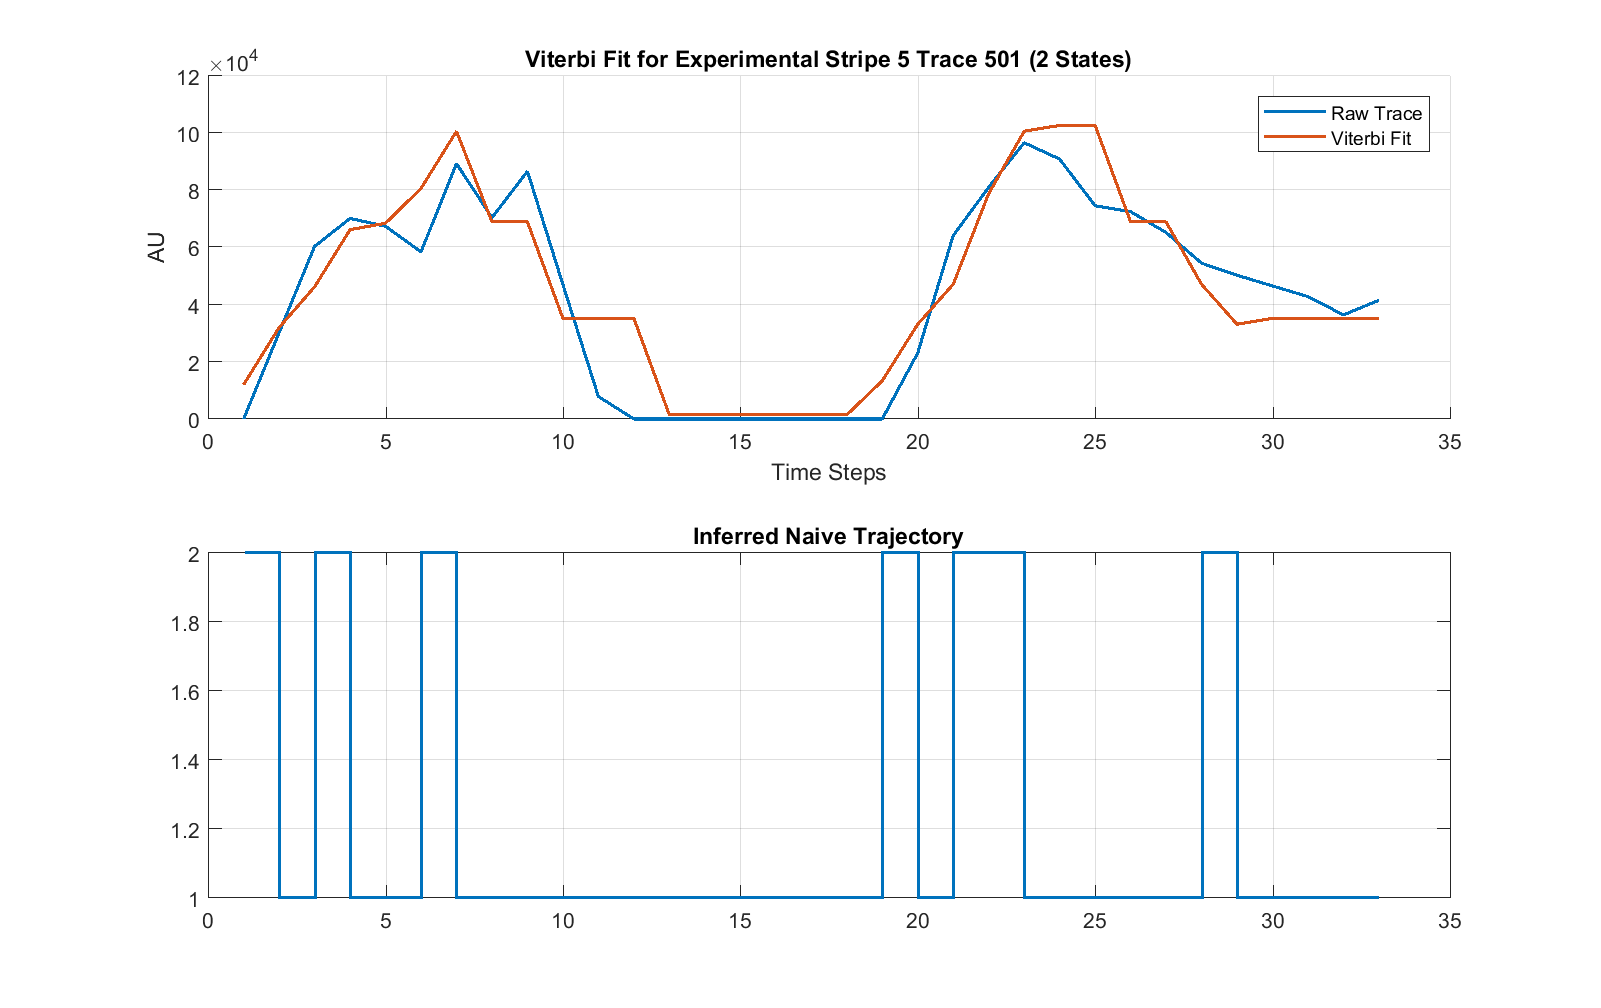 Viterbi Fit for Experimental Stripe 5 Trace 501 (2 States)
×10⁴
12
10
8
6
4
2
0
AU
Raw Trace
Viterbi Fit
0 5 10 15 20 25 30 35
Time Steps
Inferred Naive Trajectory
2
1.8
1.6
1.4
1.2
1
0 5 10 15 20 25 30 35